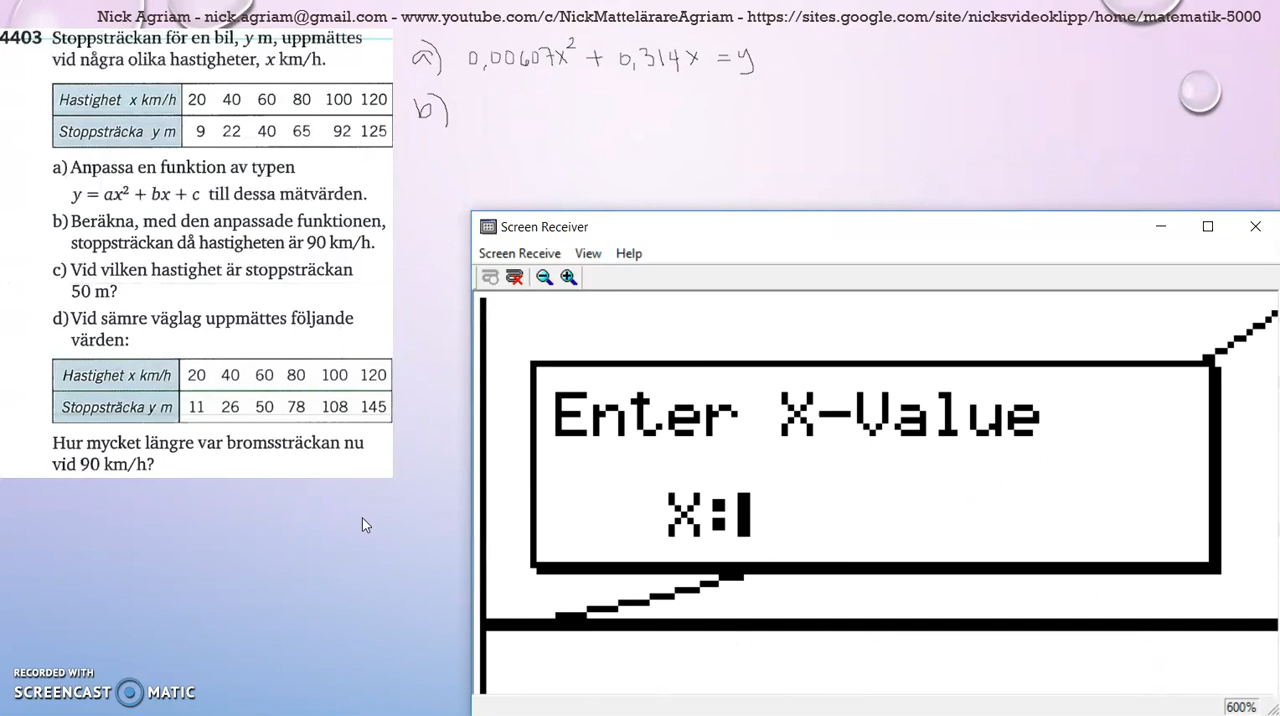 Nick Agriam - nick.agriam@gmail.com - www.youtube.com/c/NickMattelärareAgriam - https://sites.google.com/site/nicksvideoklipp/home/matematik-5000
4403 Stoppsträckan för en bil, y m, uppmättes
vid några olika hastigheter, x km/h.
Hastighet x km/h 20 40 60 80 100 120
Stoppsträcka y m 9 22 40 65 92 125
a) Anpassa en funktion av typen
y = ax² + bx + c till dessa mätvärden.
b) Beräkna, med den anpassade funktionen,
stoppsträckan då hastigheten är 90 km/h.
c) Vid vilken hastighet är stoppsträckan
50 m?
d) Vid sämre väglag uppmättes följande
värden:
Hastighet x km/h 20 40 60 80 100 120
Stoppsträcka y m 11 26 50 78 108 145
Hur mycket längre var bromssträckan nu
vid 90 km/h?
a) 0,00607x² + 0,314x = y
b)
Screen Receiver
Screen Receive View Help
Enter X-Value
X:
600%
RECORDED WITH
SCREENCAST MATIC